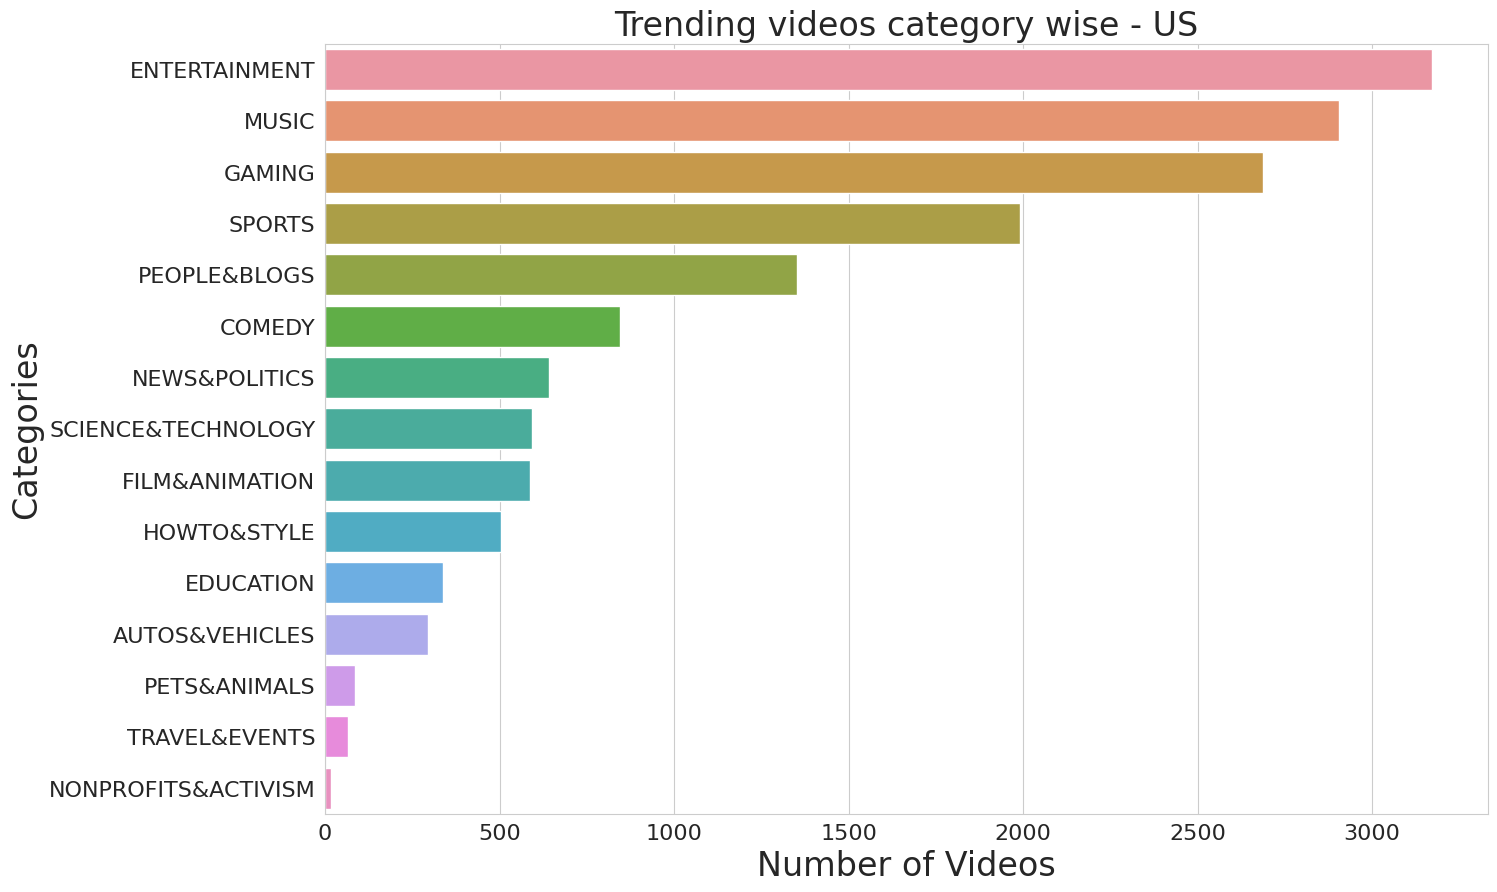 Trending videos category wise - US
Categories
ENTERTAINMENT
MUSIC
GAMING
SPORTS
PEOPLE&BLOGS
COMEDY
NEWS&POLITICS
SCIENCE&TECHNOLOGY
FILM&ANIMATION
HOWTO&STYLE
EDUCATION
AUTOS&VEHICLES
PETS&ANIMALS
TRAVEL&EVENTS
NONPROFITS&ACTIVISM
0 500 1000 1500 2000 2500 3000
Number of Videos